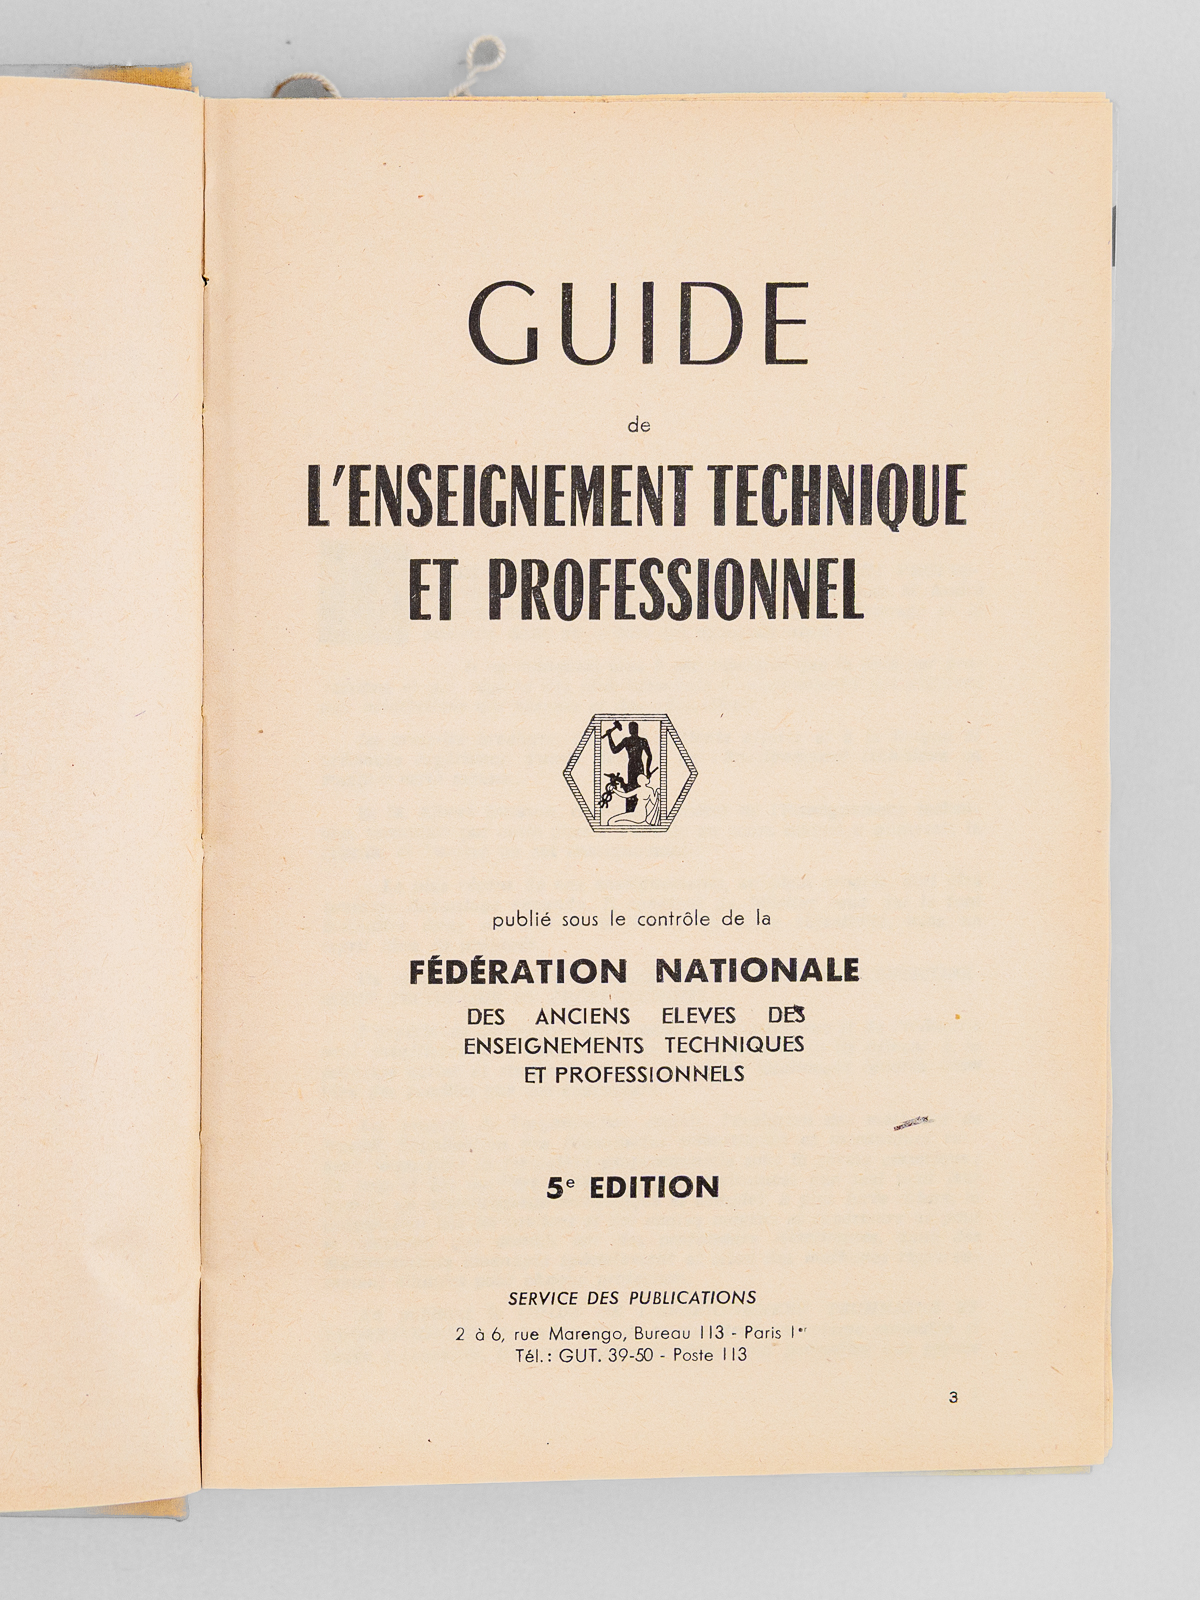 GUIDE
de
L'ENSEIGNEMENT TECHNIQUE
ET PROFESSIONNEL
publié sous le contrôle de la
FÉDÉRATION NATIONALE
DES ANCIENS ELEVES DES
ENSEIGNEMENTS TECHNIQUES
ET PROFESSIONNELS
5e EDITION
SERVICE DES PUBLICATIONS
2 à 6, rue Marengo, Bureau 113 - Paris 1er
Tél.: GUT. 39-50 - Poste 113
3